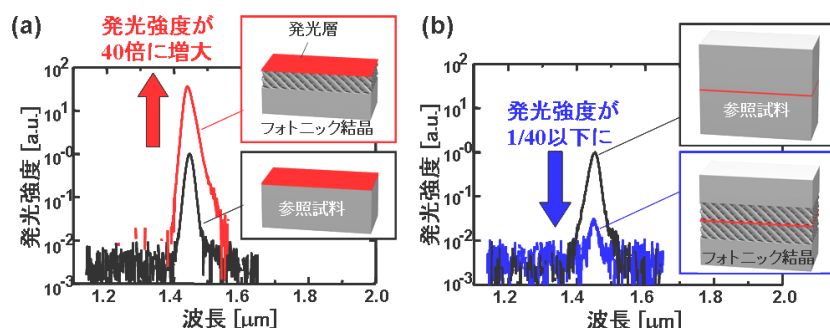 (a)
発光強度が
40倍に増大
発光層
フォトニック結晶
参照試料
発光強度 [a.u.]
10²
10¹
10⁻⁰
10⁻¹
10⁻²
10⁻³
1.2
1.4
1.6
1.8
2.0
波長 [μm]
(b)
発光強度が
1/40以下に
参照試料
フォトニック結晶
発光強度 [a.u.]
10²
10¹
10⁻⁰
10⁻¹
10⁻²
10⁻³
1.2
1.4
1.6
1.8
2.0
波長 [μm]